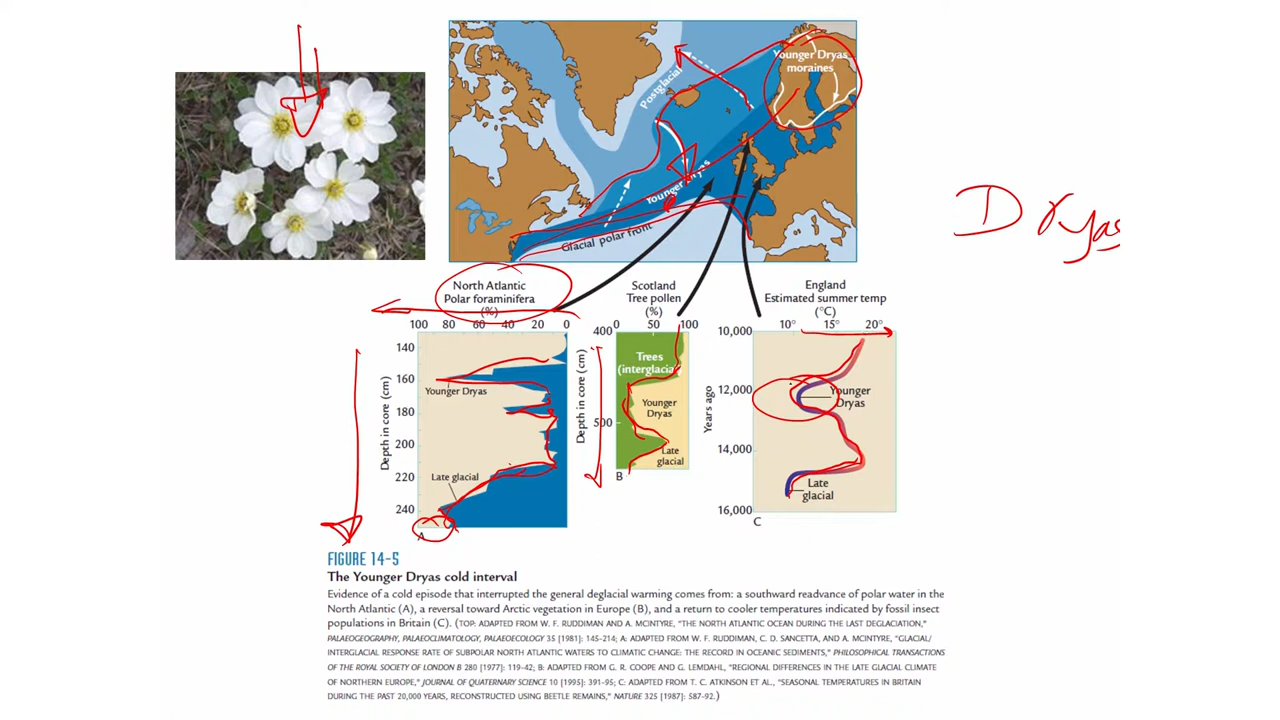 Younger Dryas
moraines
Postglacial
Younger Dryas
Glacial polar front
Dryas
North Atlantic
Polar foraminifera
(%)
Scotland
Tree pollen
(%)
England
Estimated summer temp
(°C)
100 80 60 40 20 0
400 0 50 100
10° 15° 20°
10,000
140
160
180
200
220
240
Depth in core (cm)
Younger Dryas
Late glacial
A
Depth in core (cm)
500
Trees
(interglacial
Younger
Dryas
Late
glacial
B
Years ago
12,000
14,000
16,000
Younger
Dryas
Late
glacial
C
FIGURE 14-5
The Younger Dryas cold interval
Evidence of a cold episode that interrupted the general deglacial warming comes from: a southward readvance of polar water in the
North Atlantic (A), a reversal toward Arctic vegetation in Europe (B), and a return to cooler temperatures indicated by fossil insect
populations in Britain (C). (TOP: ADAPTED FROM W. F. RUDDIMAN AND A. MCINTYRE, "THE NORTH ATLANTIC OCEAN DURING THE LAST DEGLACIATION,"
PALAEOGEOGRAPHY, PALAEOCLIMATOLOGY, PALAEOECOLOGY 35 [1981]: 145-214; A: ADAPTED FROM W. F. RUDDIMAN, C. D. SANCETTA, AND A. MCINTYRE, "GLACIAL/
INTERGLACIAL RESPONSE RATE OF SUBPOLAR NORTH ATLANTIC WATERS TO CLIMATIC CHANGE: THE RECORD IN OCEANIC SEDIMENTS," PHILOSOPHICAL TRANSACTIONS
OF THE ROYAL SOCIETY OF LONDON B 280 [1977]: 119-42; B: ADAPTED FROM G. R. COOPE AND G. LEMDAHL, "REGIONAL DIFFERENCES IN THE LATE GLACIAL CLIMATE
OF NORTHERN EUROPE," JOURNAL OF QUATERNARY SCIENCE 10 [1995]: 391-95; C: ADAPTED FROM T. C. ATKINSON ET AL., "SEASONAL TEMPERATURES IN BRITAIN
DURING THE PAST 20,000 YEARS, RECONSTRUCTED USING BEETLE REMAINS," NATURE 325 [1987]: 587-92.)